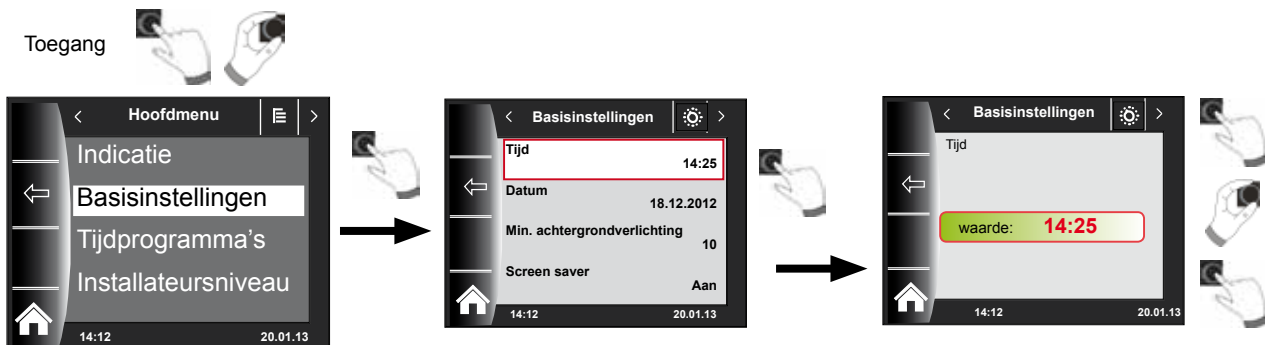 Toegang
Hoofdmenu
Indicatie
Basisinstellingen
Tijdprogramma's
Installateursniveau
14:12 20.01.13
Basisinstellingen
Tijd
14:25
Datum
18.12.2012
Min. achtergrondverlichting
10
Screen saver
Aan
14:12 20.01.13
Basisinstellingen
Tijd
waarde: 14:25
14:12 20.01.13